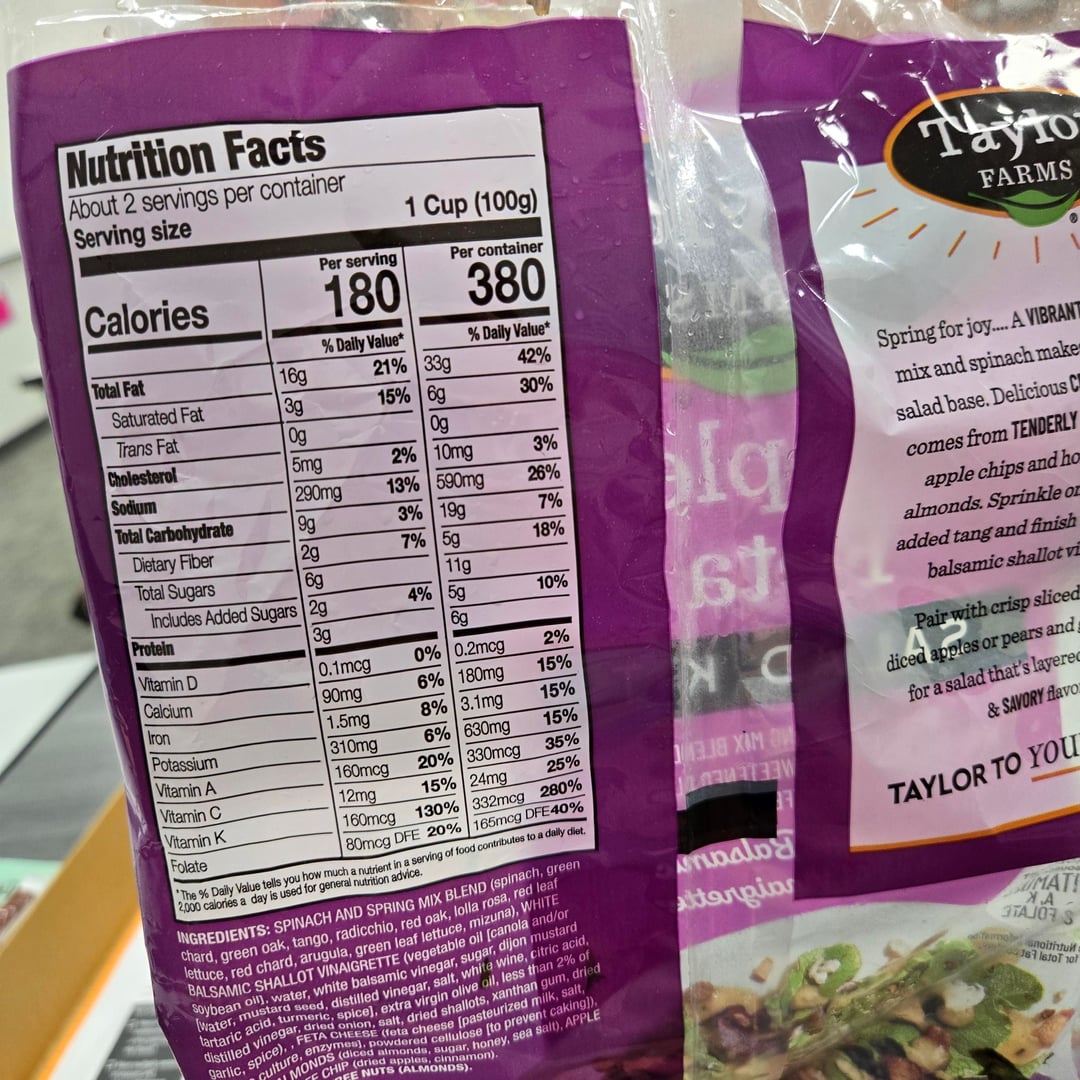 Nutrition Facts
About 2 servings per container
Serving size 1 Cup (100g)
Per serving Per container
Calories 180 380
% Daily Value* % Daily Value*
Total Fat 16g 21% 33g 42%
Saturated Fat 3g 15% 6g 30%
Trans Fat 0g 0g
Cholesterol 5mg 2% 10mg 3%
Sodium 290mg 13% 590mg 26%
Total Carbohydrate 9g 3% 19g 7%
Dietary Fiber 2g 7% 5g 18%
Total Sugars 6g 11g
Includes Added Sugars 2g 4% 5g 10%
Protein 3g 6g
Vitamin D 0.1mcg 0% 0.2mcg 2%
Calcium 90mg 6% 180mg 15%
Iron 1.5mg 8% 3.1mg 15%
Potassium 310mg 6% 630mg 15%
Vitamin A 160mcg 20% 330mcg 35%
Vitamin C 12mg 15% 24mg 25%
Vitamin K 160mcg 130% 332mcg 280%
Folate 80mcg DFE 20% 165mcg DFE 40%
*The % Daily Value tells you how much a nutrient in a serving of food contributes to a daily diet.
2,000 calories a day is used for general nutrition advice.
INGREDIENTS: SPINACH AND SPRING MIX BLEND (spinach, green
chard, green oak, tango, radicchio, red oak, lolla rosa, red leaf
lettuce, red chard, arugula, green leaf lettuce, mizuna), WHITE
BALSAMIC SHALLOT VINAIGRETTE (vegetable oil [canola and/or
soybean oil], water, white balsamic vinegar, sugar, dijon mustard
[water, mustard seed, distilled vinegar, salt, white wine, citric acid,
tartaric acid, turmeric, spice], extra virgin olive oil, less than 2% of
distilled vinegar, dried onion, salt, dried shallots, xanthan gum, dried
garlic, spice), FETA CHEESE (feta cheese [pasteurized milk, salt,
culture, enzymes], powdered cellulose [to prevent caking]),
ALMONDS (diced almonds, sugar, honey, sea salt), APPLE
CHIP (dried apples, cinnamon).
NUTS (ALMONDS).
Taylo
FARMS
®
Spring for joy.... A VIBRANT
mix and spinach make
salad base. Delicious
comes from TENDERLY
apple chips and ho
almonds. Sprinkle on
added tang and finish
balsamic shallot vi
Pair with crisp sliced
diced apples or pears and
for a salad that's layered
& SAVORY flavo
TAYLOR TO YOU